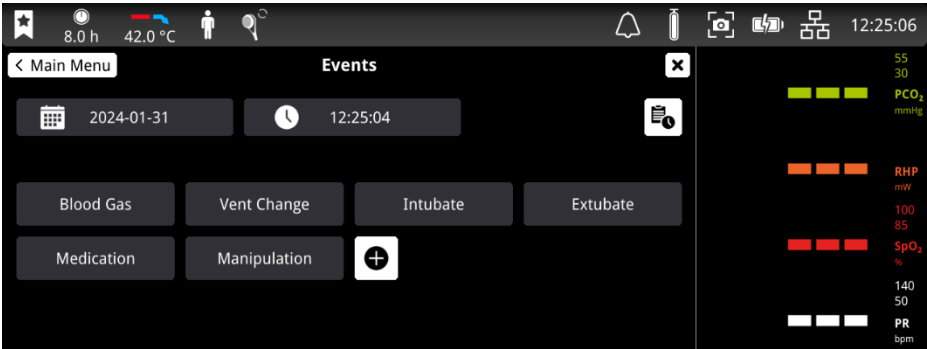 8.0 h 42.0 °C 12:25:06
< Main Menu Events
2024-01-31 12:25:04
Blood Gas Vent Change Intubate Extubate
Medication Manipulation
55
30
PCO₂
mmHg
RHP
mW
100
85
SpO₂
%
140
50
PR
bpm